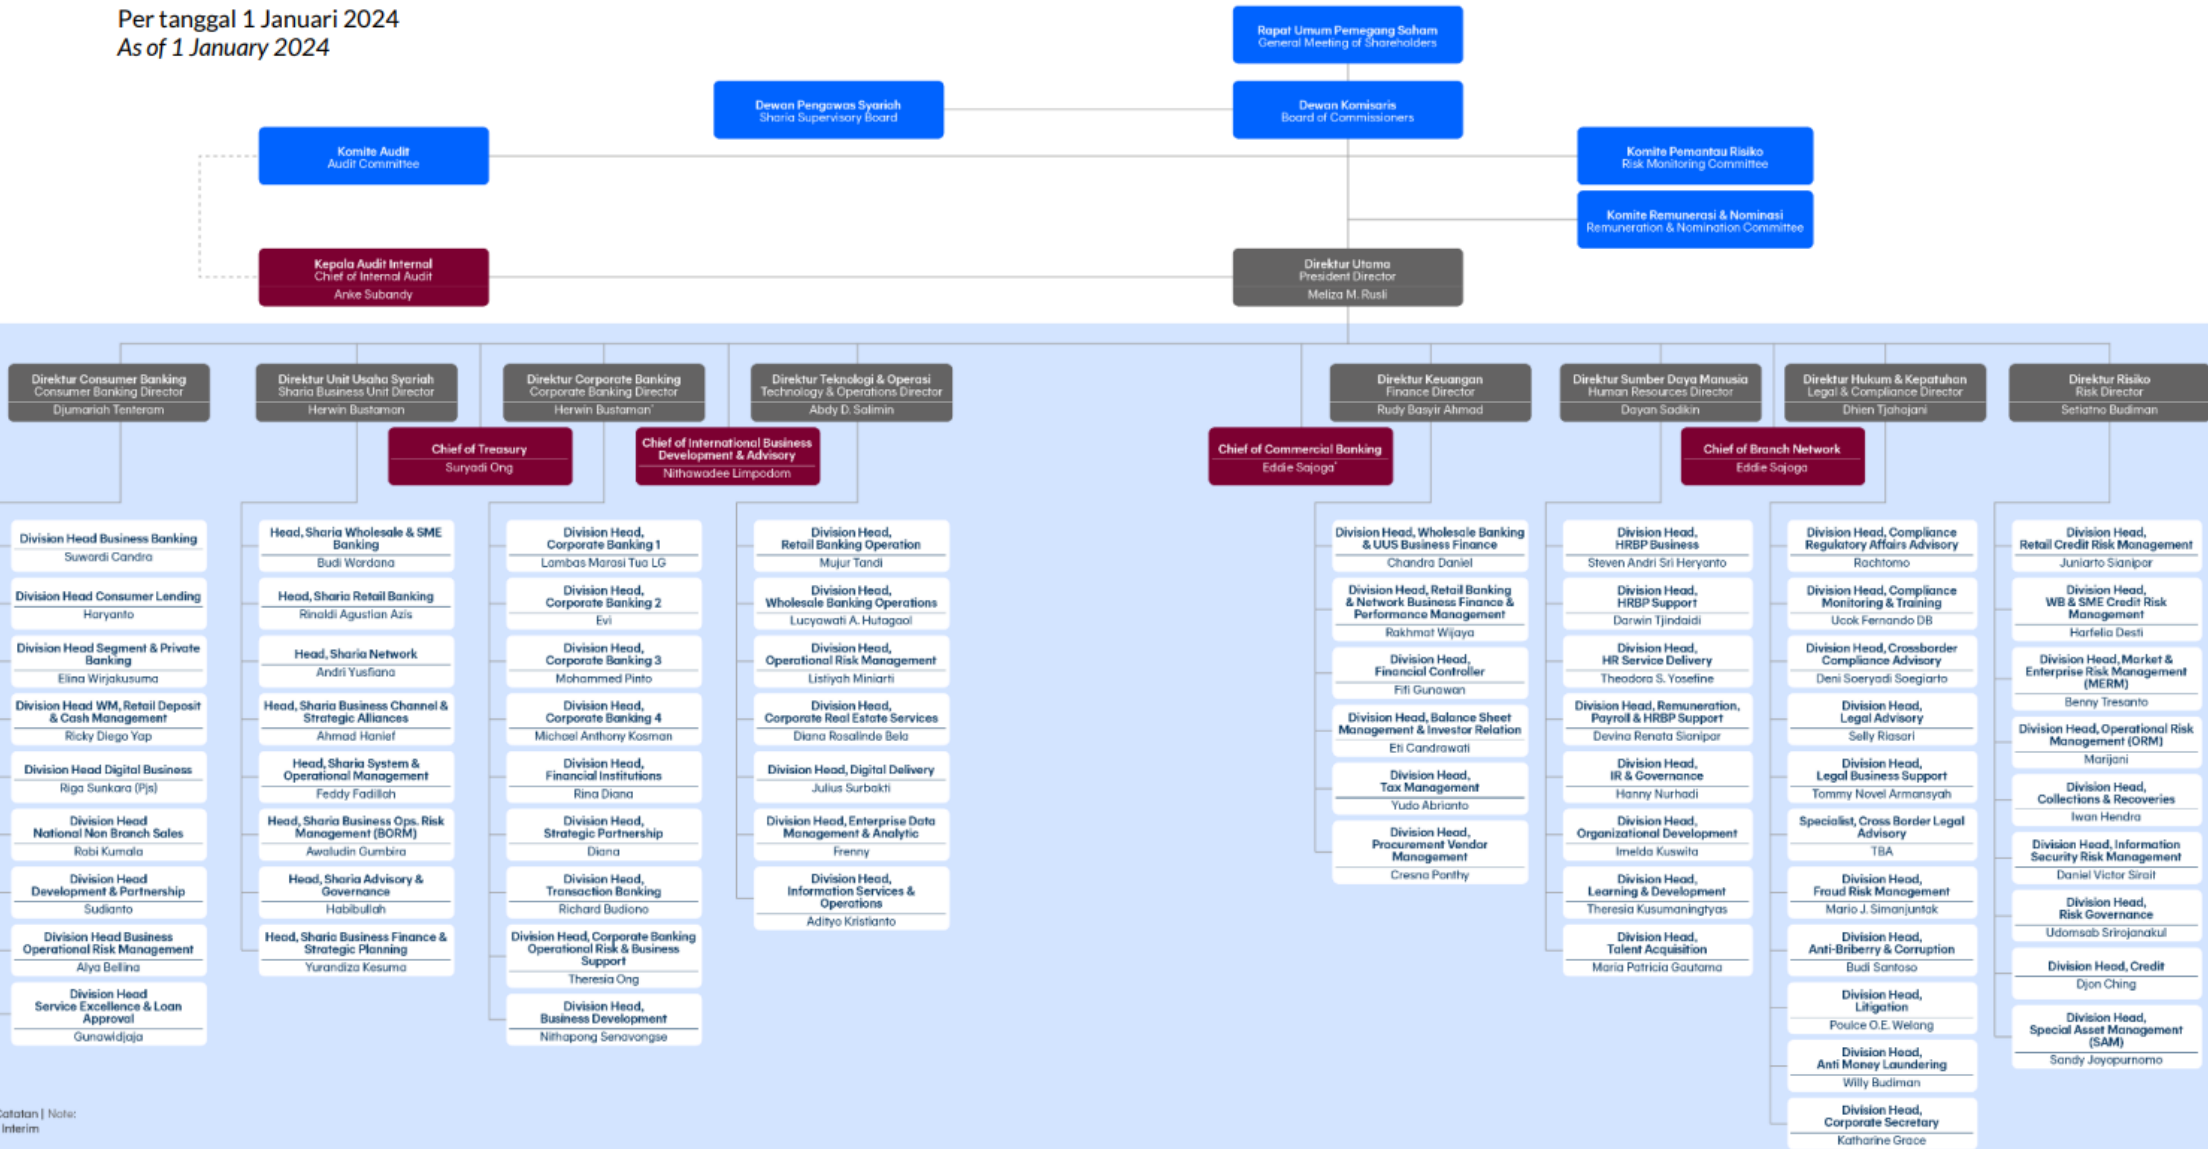 Per tanggal 1 Januari 2024
As of 1 January 2024
Rapat Umum Pemegang Saham
General Meeting of Shareholders
Dewan Pengawas Syariah
Sharia Supervisory Board
Dewan Komisaris
Board of Commissioners
Komite Audit
Audit Committee
Komite Pemantau Risiko
Risk Monitoring Committee
Komite Remunerasi & Nominasi
Remuneration & Nomination Committee
Kepala Audit Internal
Chief of Internal Audit
Anke Subandy
Direktur Utama
President Director
Meliza M. Rusli
Direktur Consumer Banking
Consumer Banking Director
Djumariah Tenteram
Direktur Unit Usaha Syariah
Sharia Business Unit Director
Herwin Bustaman
Direktur Corporate Banking
Corporate Banking Director
Herwin Bustaman*
Direktur Teknologi & Operasi
Technology & Operations Director
Abdy D. Salimin
Direktur Keuangan
Finance Director
Rudy Basyir Ahmad
Direktur Sumber Daya Manusia
Human Resources Director
Dayan Sadikin
Direktur Hukum & Kepatuhan
Legal & Compliance Director
Dhien Tjahajani
Direktur Risiko
Risk Director
Setiatno Budiman
Chief of Treasury
Suryadi Ong
Chief of International Business
Development & Advisory
Nithawadee Limpodom
Chief of Commercial Banking
Eddie Sajoga*
Chief of Branch Network
Eddie Sajoga
Division Head Business Banking
Suwardi Candra
Division Head Consumer Lending
Haryanto
Division Head Segment & Private
Banking
Elina Wirjakusuma
Division Head WM, Retail Deposit
& Cash Management
Ricky Diego Yap
Division Head Digital Business
Riga Sunkara (Pjs)
Division Head
National Non Branch Sales
Robi Kumala
Division Head
Development & Partnership
Sudianto
Division Head Business
Operational Risk Management
Alya Bellina
Division Head
Service Excellence & Loan
Approval
Gunawidjaja
Head, Sharia Wholesale & SME
Banking
Budi Wardana
Head, Sharia Retail Banking
Rinaldi Agustian Azis
Head, Sharia Network
Andri Yusfiana
Head, Sharia Business Channel &
Strategic Alliances
Ahmad Hanief
Head, Sharia System &
Operational Management
Feddy Fadillah
Head, Sharia Business Ops. Risk
Management (BORM)
Awaludin Gumbira
Head, Sharia Advisory &
Governance
Habibullah
Head, Sharia Business Finance &
Strategic Planning
Yurandiza Kesuma
Division Head,
Corporate Banking 1
Lambas Marasi Tua LG
Division Head,
Corporate Banking 2
Evi
Division Head,
Corporate Banking 3
Mohammed Pinto
Division Head,
Corporate Banking 4
Michael Anthony Kosman
Division Head,
Financial Institutions
Rina Diana
Division Head,
Strategic Partnership
Diana
Division Head,
Transaction Banking
Richard Budiono
Division Head, Corporate Banking
Operational Risk & Business
Support
Theresia Ong
Division Head,
Business Development
Nithapong Senavongse
Division Head,
Retail Banking Operation
Mujur Tandi
Division Head,
Wholesale Banking Operations
Lucyawati A. Hutagaol
Division Head,
Operational Risk Management
Listiyah Miniarti
Division Head,
Corporate Real Estate Services
Diana Rosalinde Bela
Division Head, Digital Delivery
Julius Surbakti
Division Head, Enterprise Data
Management & Analytic
Frenny
Division Head,
Information Services &
Operations
Adityo Kristianto
Division Head, Wholesale Banking
& UUS Business Finance
Chandra Daniel
Division Head, Retail Banking
& Network Business Finance &
Performance Management
Rakhmat Wijaya
Division Head,
Financial Controller
Fifi Gunawan
Division Head, Balance Sheet
Management & Investor Relation
Eti Candrawati
Division Head,
Tax Management
Yudo Abrianto
Division Head,
Procurement Vendor
Management
Cresna Panthy
Division Head,
HRBP Business
Steven Andri Sri Heryanto
Division Head,
HRBP Support
Darwin Tjindaidi
Division Head,
HR Service Delivery
Theodora S. Yosefine
Division Head, Remuneration,
Payroll & HRBP Support
Devina Renata Sianipar
Division Head,
IR & Governance
Hanny Nurhadi
Division Head,
Organizational Development
Imelda Kuswita
Division Head,
Learning & Development
Theresia Kusumaningtyas
Division Head,
Talent Acquisition
Maria Patricia Gautama
Division Head, Compliance
Regulatory Affairs Advisory
Rachtomo
Division Head, Compliance
Monitoring & Training
Ucok Fernando DB
Division Head, Crossborder
Compliance Advisory
Deni Soeryadi Soegiarto
Division Head,
Legal Advisory
Selly Riasari
Division Head,
Legal Business Support
Tommy Novel Armansyah
Specialist, Cross Border Legal
Advisory
TBA
Division Head,
Fraud Risk Management
Mario J. Simanjuntak
Division Head,
Anti-Briberry & Corruption
Budi Santoso
Division Head,
Litigation
Poulce O.E. Welang
Division Head,
Anti Money Laundering
Willy Budiman
Division Head,
Corporate Secretary
Katharine Grace
Division Head,
Retail Credit Risk Management
Juniarto Sianipar
Division Head,
WB & SME Credit Risk
Management
Harfelia Desti
Division Head, Market &
Enterprise Risk Management
(MERM)
Benny Tresanto
Division Head, Operational Risk
Management (ORM)
Marijani
Division Head,
Collections & Recoveries
Iwan Hendra
Division Head, Information
Security Risk Management
Daniel Victor Sirait
Division Head,
Risk Governance
Udomsab Srirojanakul
Division Head, Credit
Djon Ching
Division Head,
Special Asset Management
(SAM)
Sandy Joyopurnomo
Catatan | Note:
Interim